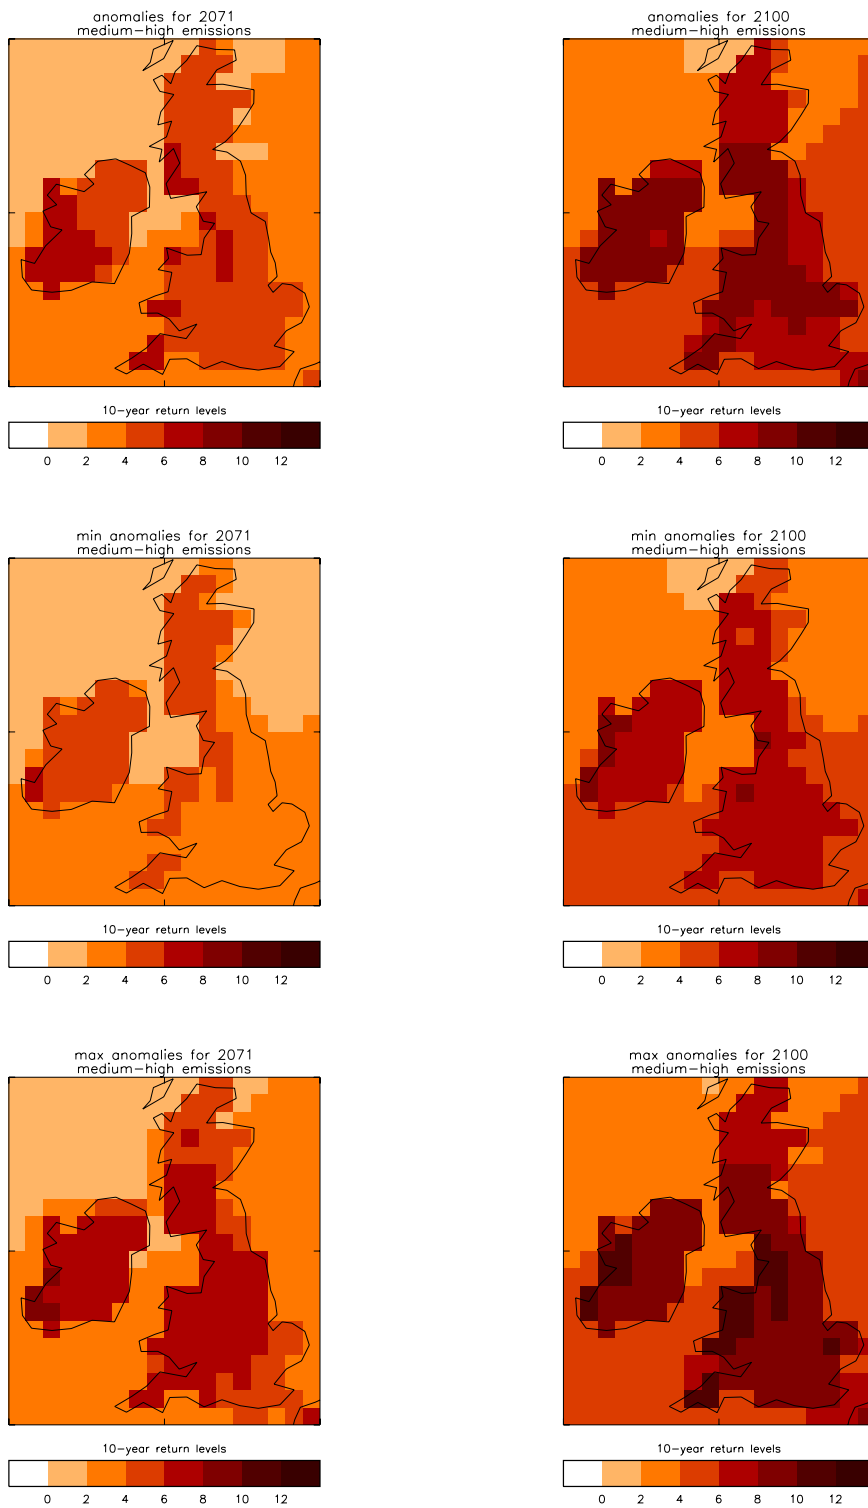 anomalies for 2071
medium-high emissions
anomalies for 2100
medium-high emissions
10-year return levels
0 2 4 6 8 10 12
10-year return levels
0 2 4 6 8 10 12
min anomalies for 2071
medium-high emissions
min anomalies for 2100
medium-high emissions
10-year return levels
0 2 4 6 8 10 12
10-year return levels
0 2 4 6 8 10 12
max anomalies for 2071
medium-high emissions
max anomalies for 2100
medium-high emissions
10-year return levels
0 2 4 6 8 10 12
10-year return levels
0 2 4 6 8 10 12